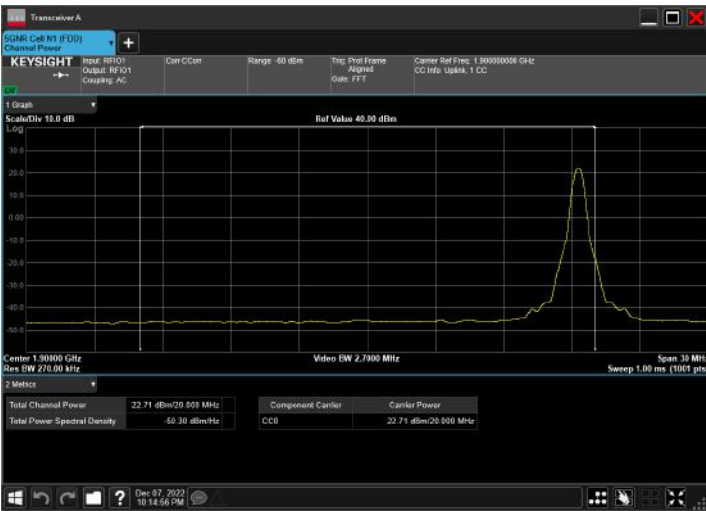 Transceiver A
5GNR Cell N1 (FDD)
Channel Power
KEYSIGHT
Input: RFIO1
Output: RFIO1
Coupling: AC
Corr CCorr
Range: -60 dBm
Trig: Prot Frame
Aligned
Gate: FFT
Carrier Ref Freq: 1.900000000 GHz
CC Info: Uplink, 1 CC
1 Graph
Scale/Div 10.0 dB
Ref Value 40.00 dBm
Log
30.0
20.0
10.0
0.00
-10.0
-20.0
-30.0
-40.0
-50.0
Center 1.90000 GHz
Video BW 2.7000 MHz
Span 30 MHz
Res BW 270.00 kHz
Sweep 1.00 ms (1001 pts
2 Metrics
Total Channel Power 22.71 dBm/20.000 MHz
Total Power Spectral Density -50.30 dBm/Hz
Component Carrier Carrier Power
CC0 22.71 dBm/20.000 MHz
?
Dec 07, 2022
10:14:56 PM